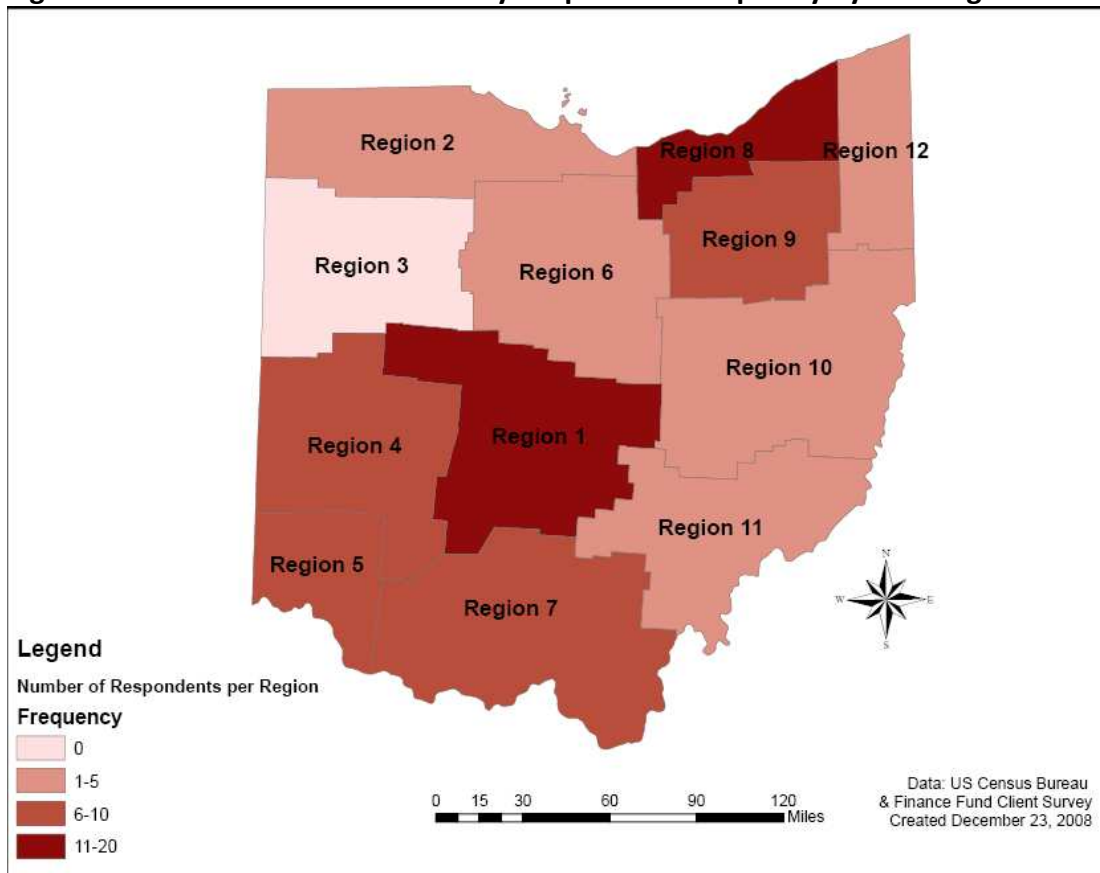 Region 2
Region 8
Region 12
Region 9
Region 3
Region 6
Region 10
Region 1
Region 4
Region 11
Region 5
Region 7
N
W
E
S
Legend
Number of Respondents per Region
Frequency
0
1-5
6-10
11-20
0 15 30 60 90 120
Miles
Data: US Census Bureau
& Finance Fund Client Survey
Created December 23, 2008